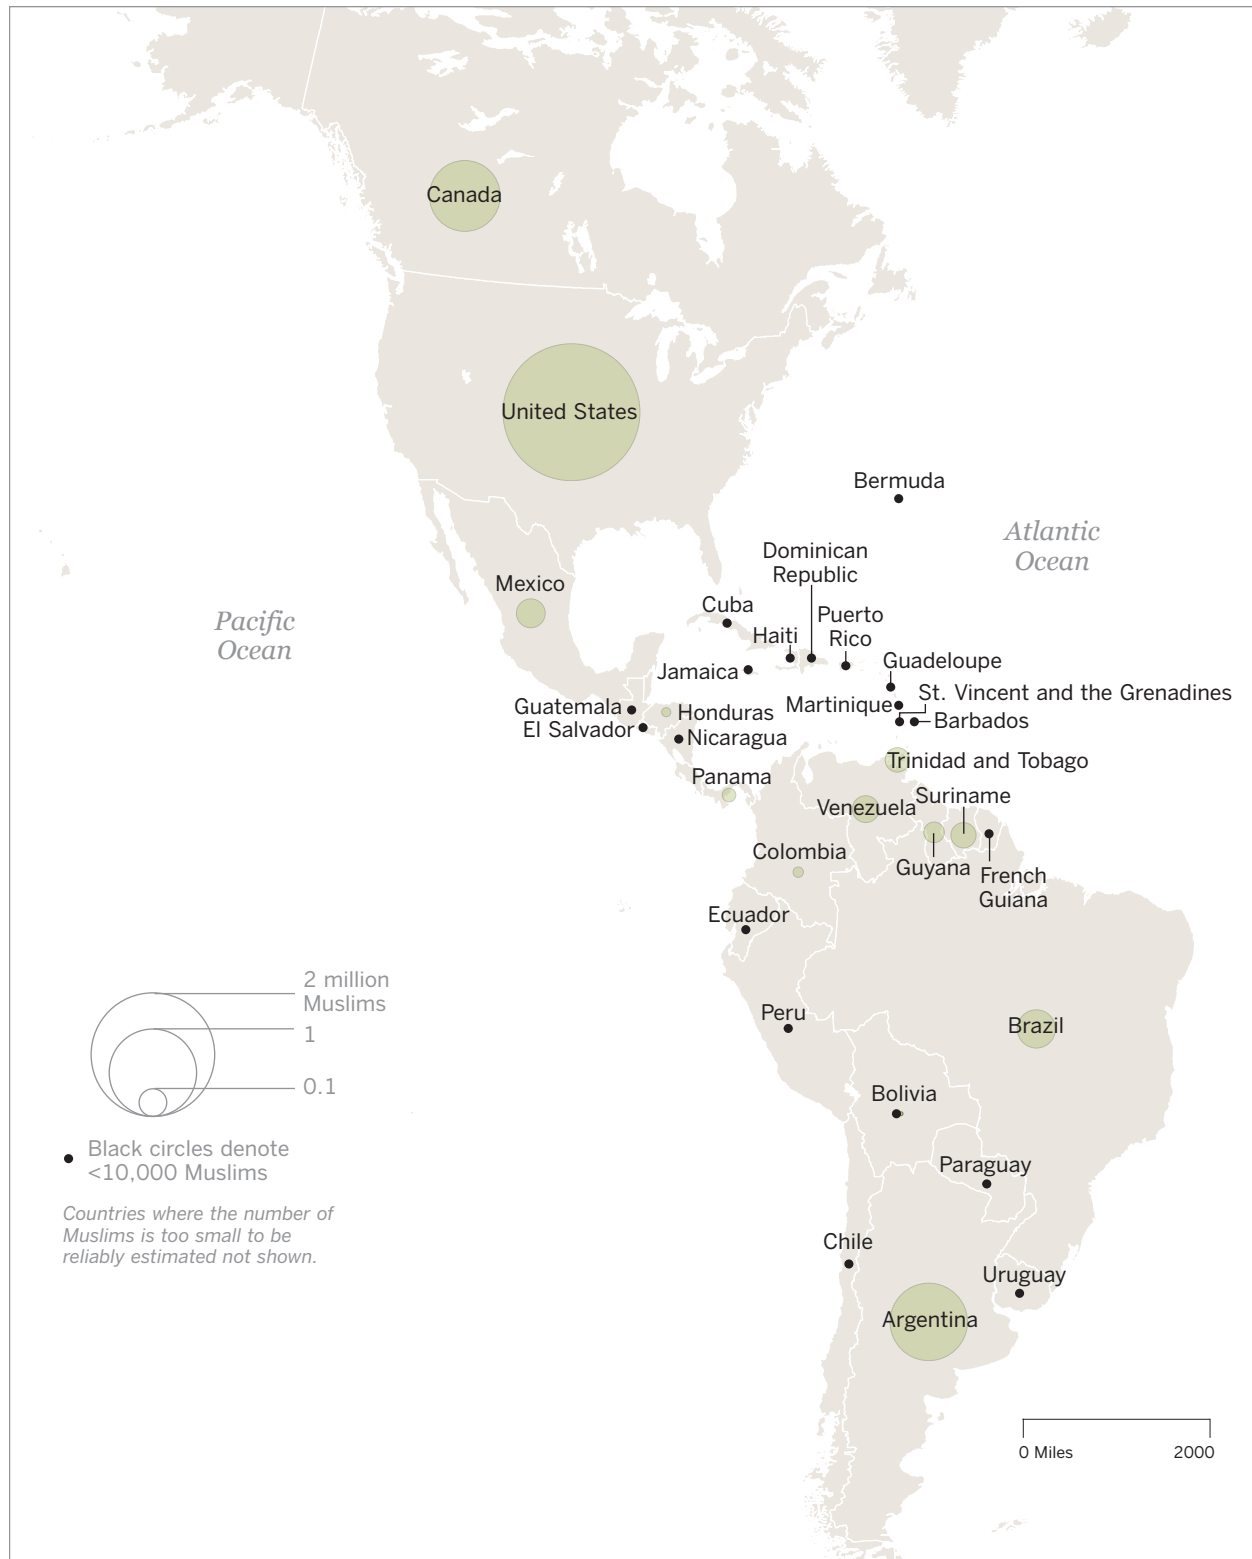 Canada
United States
Bermuda
Atlantic
Ocean
Dominican
Republic
Mexico
Pacific
Ocean
Cuba
Puerto
Rico
Haiti
Guadeloupe
Jamaica
St. Vincent and the Grenadines
Martinique
Guatemala
Honduras
Barbados
El Salvador
Nicaragua
Trinidad and Tobago
Panama
Suriname
Venezuela
Colombia
Guyana
French
Guiana
Ecuador
2 million
Muslims
1
0.1
Peru
Brazil
Bolivia
Black circles denote
<10,000 Muslims
Paraguay
Countries where the number of
Muslims is too small to be
reliably estimated not shown.
Chile
Uruguay
Argentina
0 Miles
2000